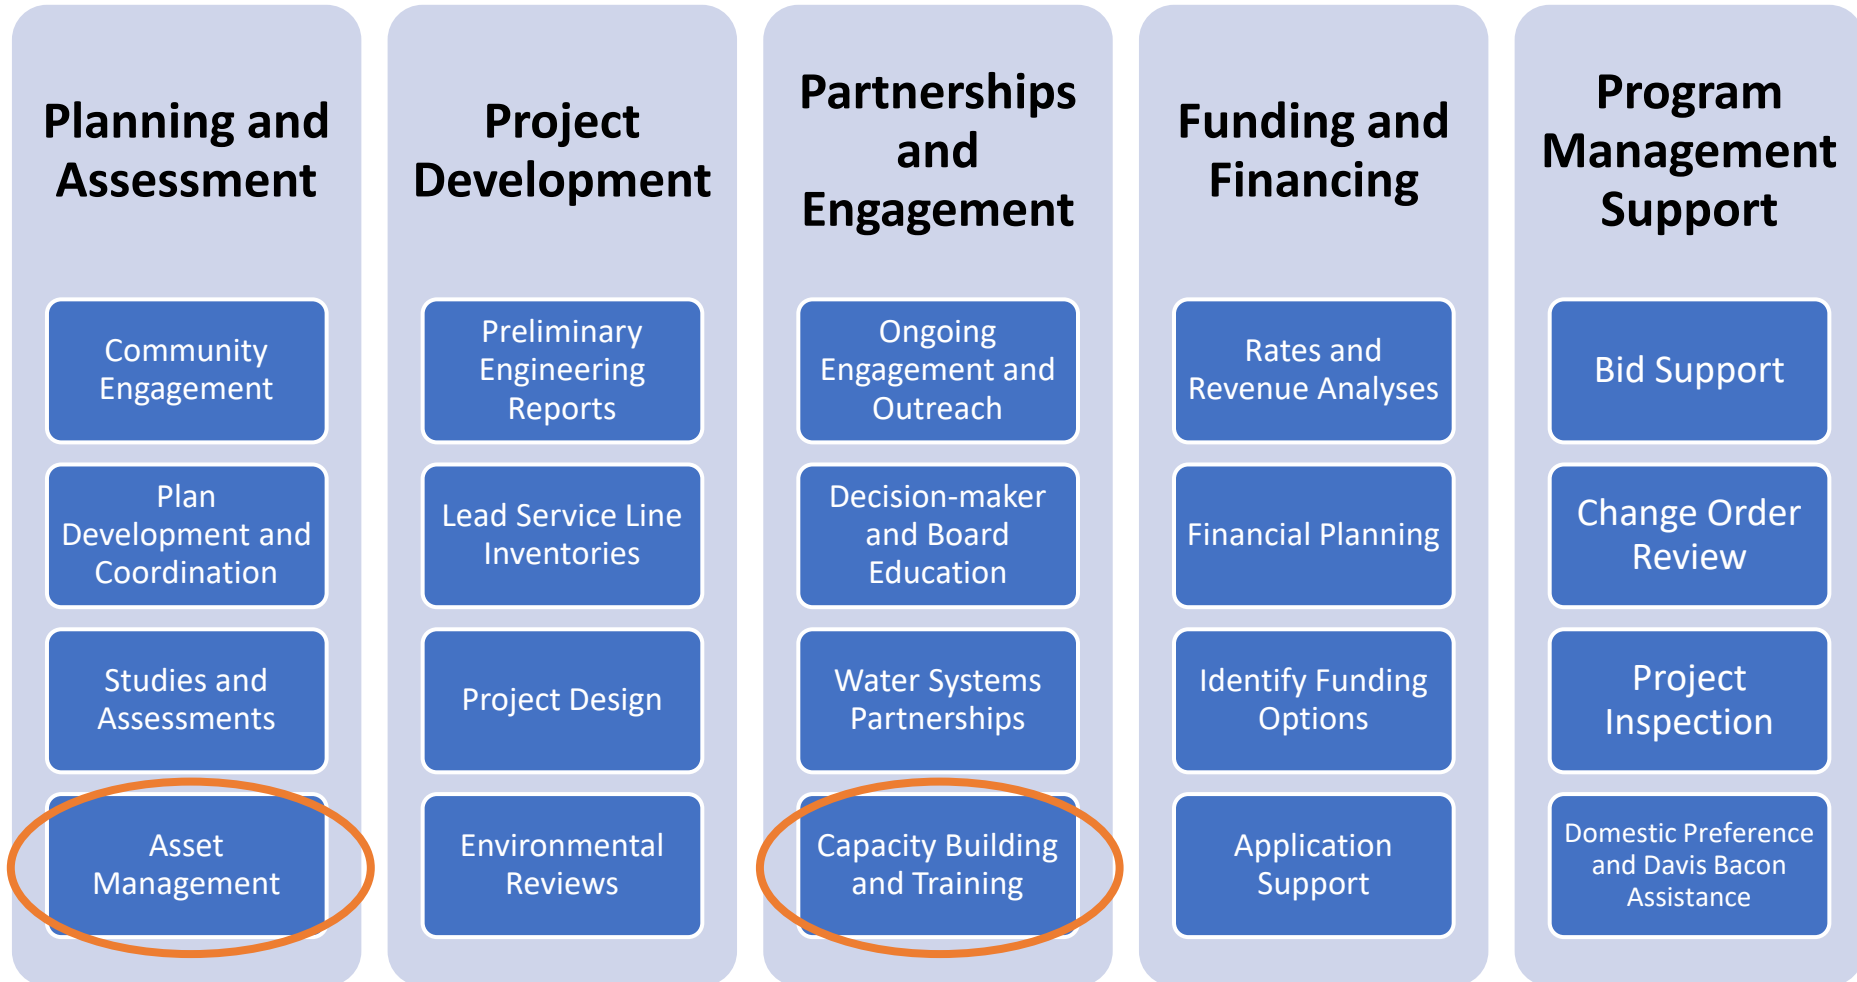 Planning and
Assessment
Community
Engagement
Plan
Development and
Coordination
Studies and
Assessments
Asset
Management
Project
Development
Preliminary
Engineering
Reports
Lead Service Line
Inventories
Project Design
Environmental
Reviews
Partnerships
and
Engagement
Ongoing
Engagement and
Outreach
Decision-maker
and Board
Education
Water Systems
Partnerships
Capacity Building
and Training
Funding and
Financing
Rates and
Revenue Analyses
Financial Planning
Identify Funding
Options
Application
Support
Program
Management
Support
Bid Support
Change Order
Review
Project
Inspection
Domestic Preference
and Davis Bacon
Assistance